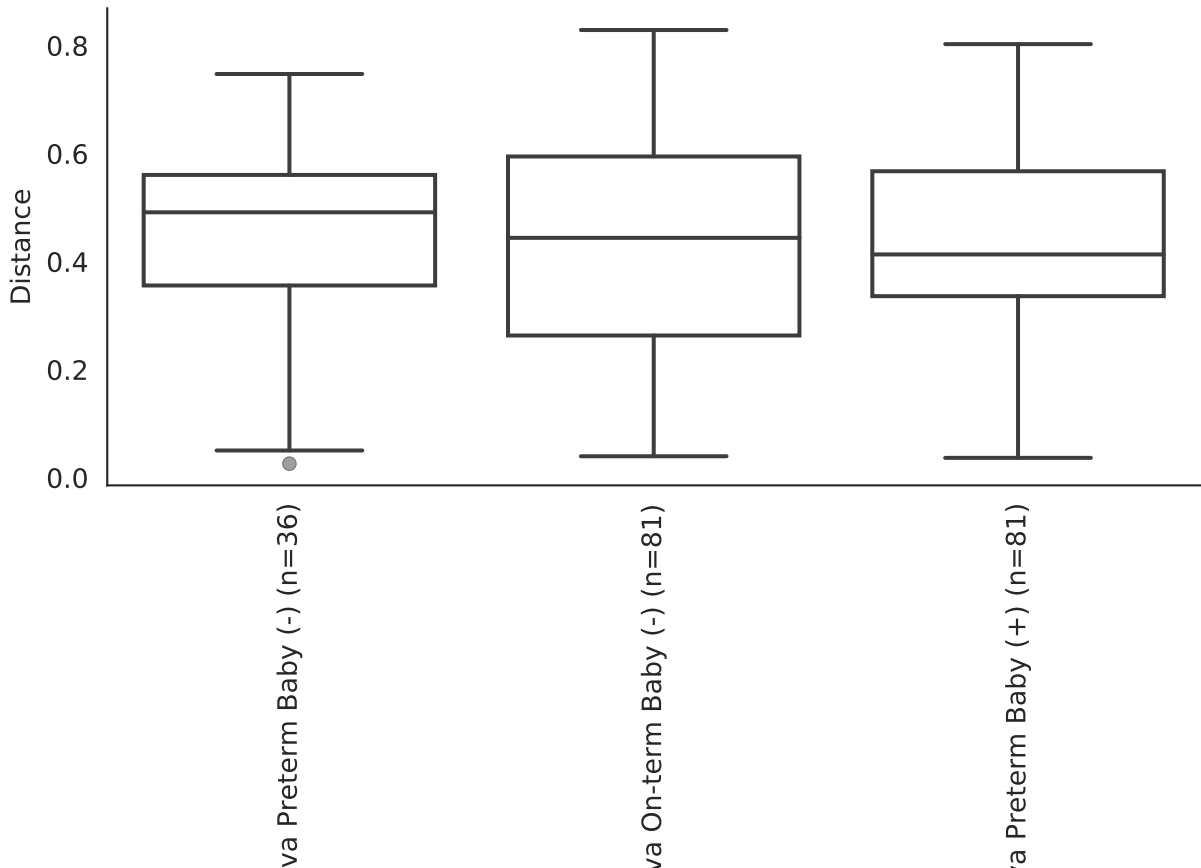 Distance
0.8
0.6
0.4
0.2
0.0
va Preterm Baby (-) (n=36)
va On-term Baby (-) (n=81)
va Preterm Baby (+) (n=81)